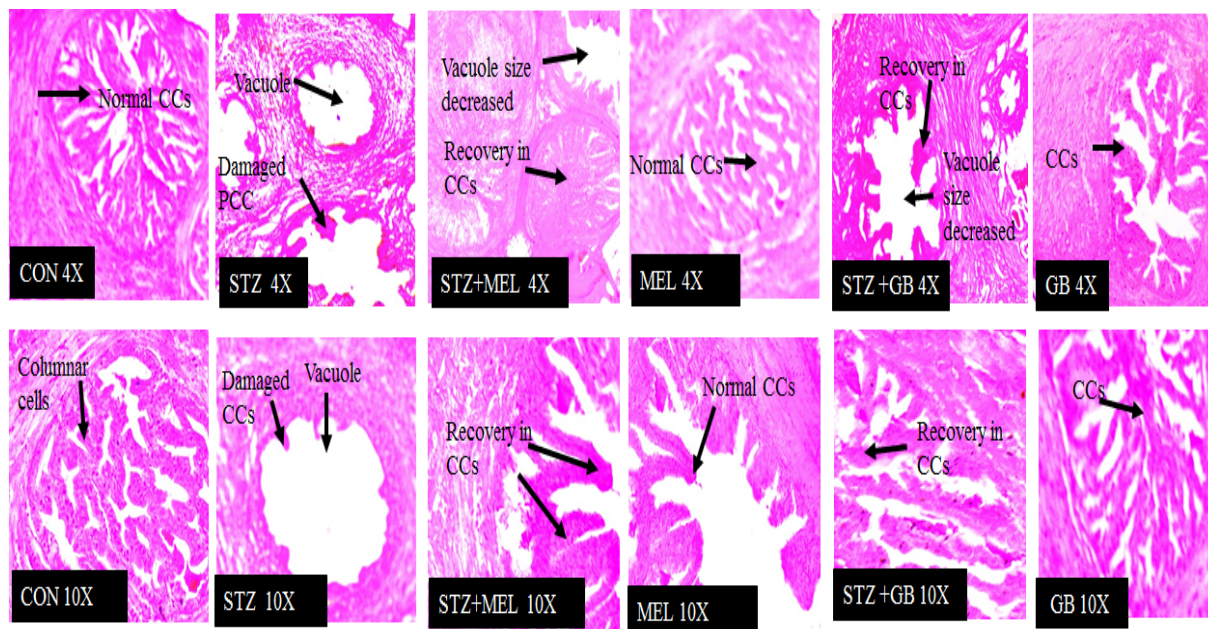 Normal CCs
CON 4X
Vacuole
Damaged
PCC
STZ 4X
Vacuole size
decreased
Recovery in
CCs
STZ+MEL 4X
Normal CCs
MEL 4X
Recovery in
CCs
Vacuole
size
decreased
STZ +GB 4X
CCs
GB 4X
Columnar
cells
CON 10X
Damaged
CCs
Vacuole
STZ 10X
Recovery in
CCs
STZ+MEL 10X
Normal CCs
MEL 10X
Recovery in
CCs
STZ +GB 10X
CCs
GB 10X